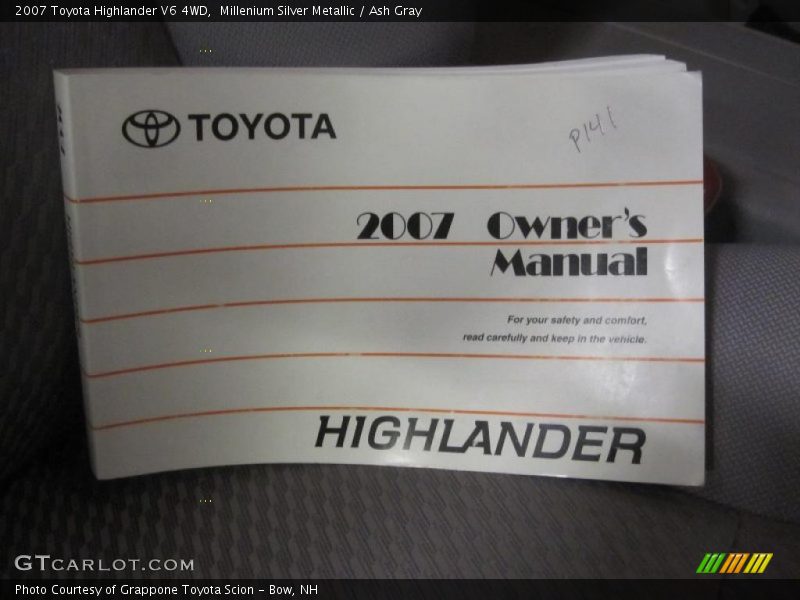 2007 Toyota Highlander V6 4WD,  Millenium Silver Metallic / Ash Gray
TOYOTA
P141
2007 Owner's
Manual
For your safety and comfort,
read carefully and keep in the vehicle.
HIGHLANDER
GTCARLOT.COM
Photo Courtesy of Grappone Toyota Scion - Bow, NH